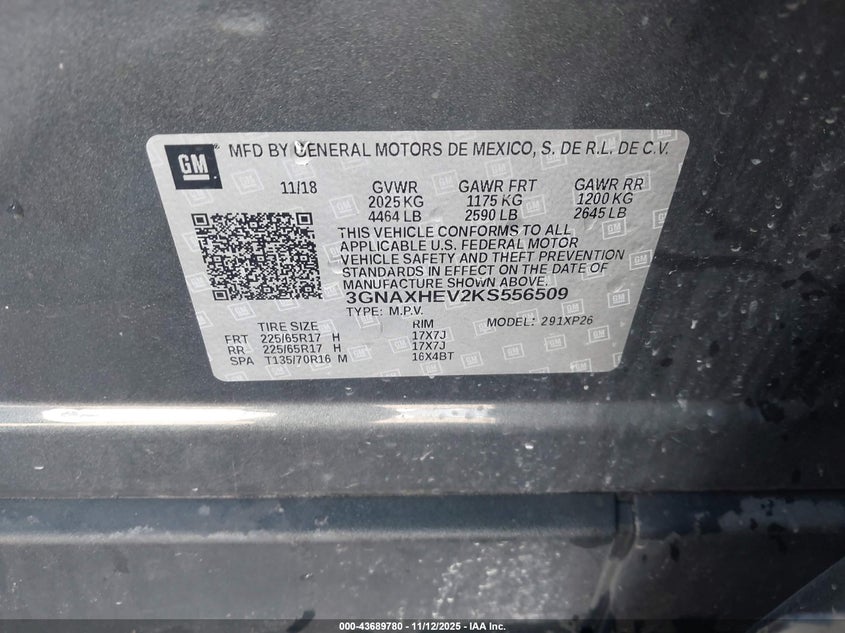 GM MFD BY GENERAL MOTORS DE MEXICO, S. DE R.L. DE C.V.
11/18 GVWR GAWR FRT GAWR RR
2025 KG 1175 KG 1200 KG
4464 LB 2590 LB 2645 LB
THIS VEHICLE CONFORMS TO ALL
APPLICABLE U.S. FEDERAL MOTOR
VEHICLE SAFETY AND THEFT PREVENTION
STANDARDS IN EFFECT ON THE DATE OF
MANUFACTURE SHOWN ABOVE.
3GNAXHEV2KS556509
TYPE: M.P.V. MODEL: 291XP26
TIRE SIZE RIM
FRT 225/65R17 H 17X7J
RR 225/65R17 H 17X7J
SPA T135/70R16 M 16X4BT
000-43689780 - 11/12/2025 - IAA Inc.